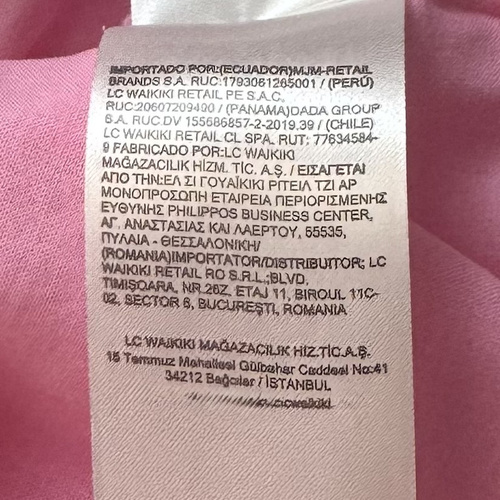 IMPORTADO POR:(ECUADOR)MJM-RETAIL
BRANDS S.A. RUC:1793061265001 / (PERÚ)
LC WAIKIKI RETAIL PE S.A.C.
RUC:20607209400 / (PANAMA)DADA GROUP
S.A. RUC DV 155686857-2-2019.39 / (CHILE)
LC WAIKIKI RETAIL CL SPA. RUT: 77634584-
9 FABRICADO POR:LC WAIKIKI
MAĞAZACILIK HİZM. TİC. A.Ş. / ΕΙΣΑΓΕΤΑΙ
ΑΠΟ ΤΗΝ:ΕΛ ΣΙ ΓΟΥΑΪΚΙΚΙ ΡΙΤΕΙΛ ΤΖΙ ΑΡ
ΜΟΝΟΠΡΟΣΩΠΗ ΕΤΑΙΡΕΙΑ ΠΕΡΙΟΡΙΣΜΕΝΗΣ
ΕΥΘΥΝΗΣ PHILIPPOS BUSINESS CENTER,
ΑΓ. ΑΝΑΣΤΑΣΙΑΣ ΚΑΙ ΛΑΕΡΤΟΥ, 55535,
ΠΥΛΑΙΑ - ΘΕΣΣΑΛΟΝΙΚΗ/
(ROMANIA)IMPORTATOR/DISTRIBUITOR; LC
WAIKIKI RETAIL RO S.R.L.;BLVD.
TIMIŞOARA, NR.26Z, ETAJ 11, BIROUL 11C-
02, SECTOR 6, BUCUREŞTI, ROMANIA
LC WAIKIKI MAĞAZACILIK HİZ.TİC.A.Ş.
15 Temmuz Mahallesi Gülbahar Caddesi No:41
34212 Bağcılar / İSTANBUL